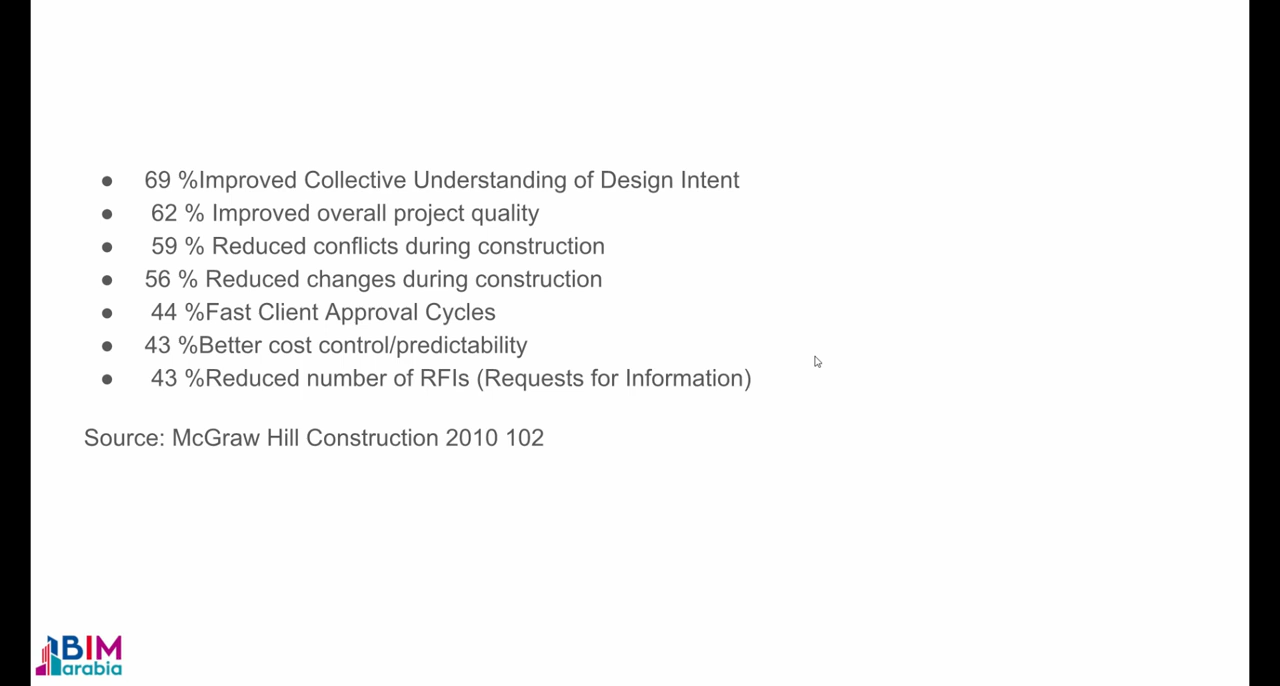 ● 69 %Improved Collective Understanding of Design Intent
● 62 % Improved overall project quality
● 59 % Reduced conflicts during construction
● 56 % Reduced changes during construction
● 44 %Fast Client Approval Cycles
● 43 %Better cost control/predictability
● 43 %Reduced number of RFIs (Requests for Information)
Source: McGraw Hill Construction 2010 102
BIM
arabia